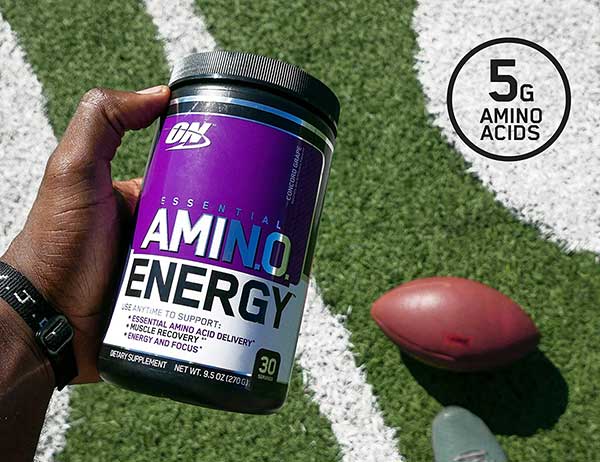 5G
AMINO
ACIDS
ON
CONCORD GRAPE
ESSENTIAL
AMIN.O.
ENERGY
USE ANYTIME TO SUPPORT:
• ESSENTIAL AMINO ACID DELIVERY*
• MUSCLE RECOVERY**
• ENERGY AND FOCUS*
DIETARY SUPPLEMENT NET WT. 9.5 OZ (270 G)
30
SERVINGS